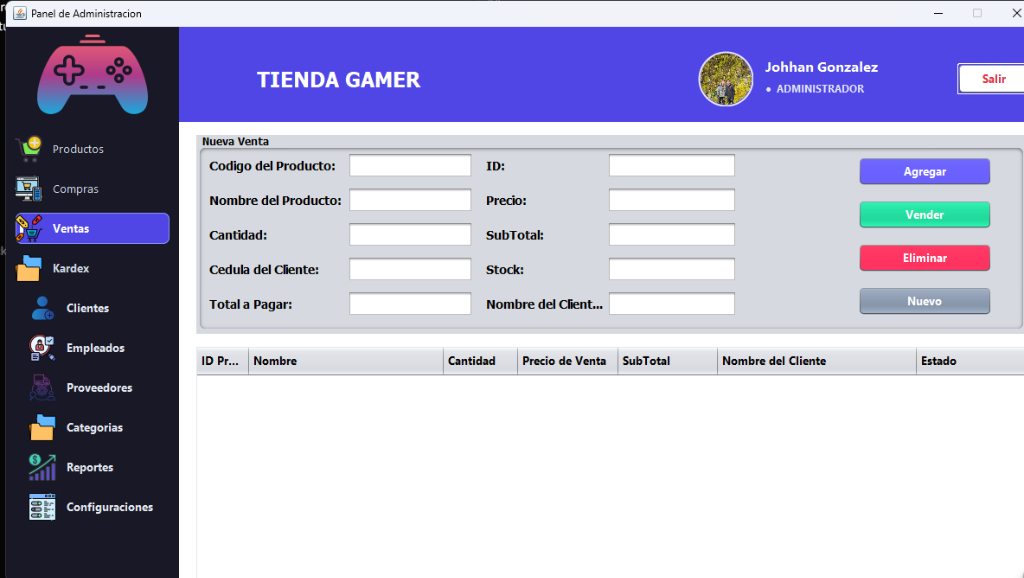 Panel de Administracion
TIENDA GAMER
Johhan Gonzalez
● ADMINISTRADOR
Salir
Productos
Compras
Ventas
Kardex
Clientes
Empleados
Proveedores
Categorias
Reportes
Configuraciones
Nueva Venta
Codigo del Producto:
ID:
Agregar
Nombre del Producto:
Precio:
Vender
Cantidad:
SubTotal:
Eliminar
Cedula del Cliente:
Stock:
Nuevo
Total a Pagar:
Nombre del Client...
ID Pr... Nombre Cantidad Precio de Venta SubTotal Nombre del Cliente Estado